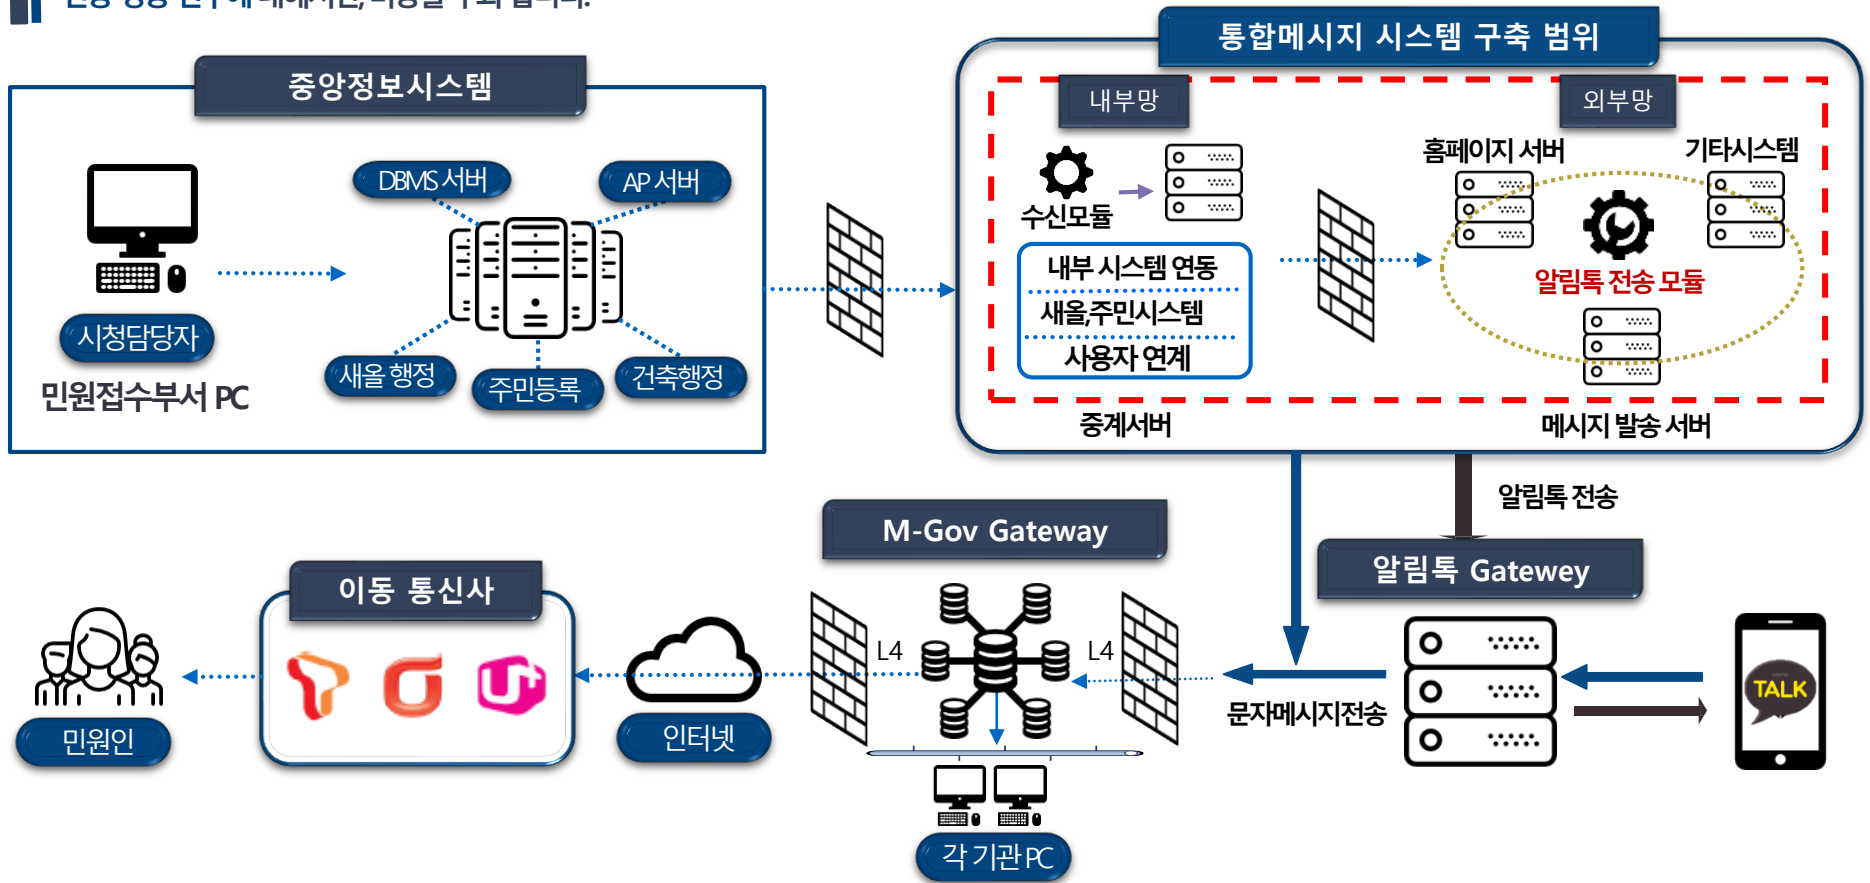 통합메시지 시스템 구축 범위
중앙정보시스템
내부망
외부망
홈페이지 서버
기타시스템
DBMS 서버
AP 서버
수신모듈
내부 시스템 연동
새올,주민시스템
사용자 연계
알림톡 전송 모듈
시청담당자
민원접수부서 PC
새올 행정
주민등록
건축행정
중계서버
메시지 발송 서버
알림톡 전송
M-Gov Gateway
알림톡 Gatewey
이동 통신사
L4
L4
U+
TALK
문자메시지전송
민원인
인터넷
각 기관 PC